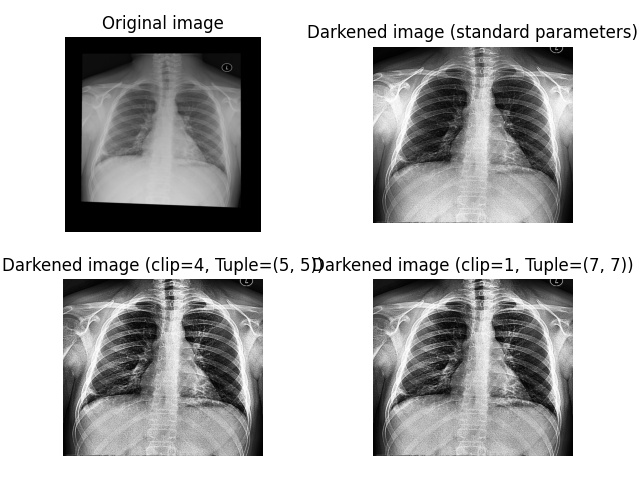 Original image
Darkened image (standard parameters)
Darkened image (clip=4, Tuple=(5, 5))
Darkened image (clip=1, Tuple=(7, 7))
L
L
L
L